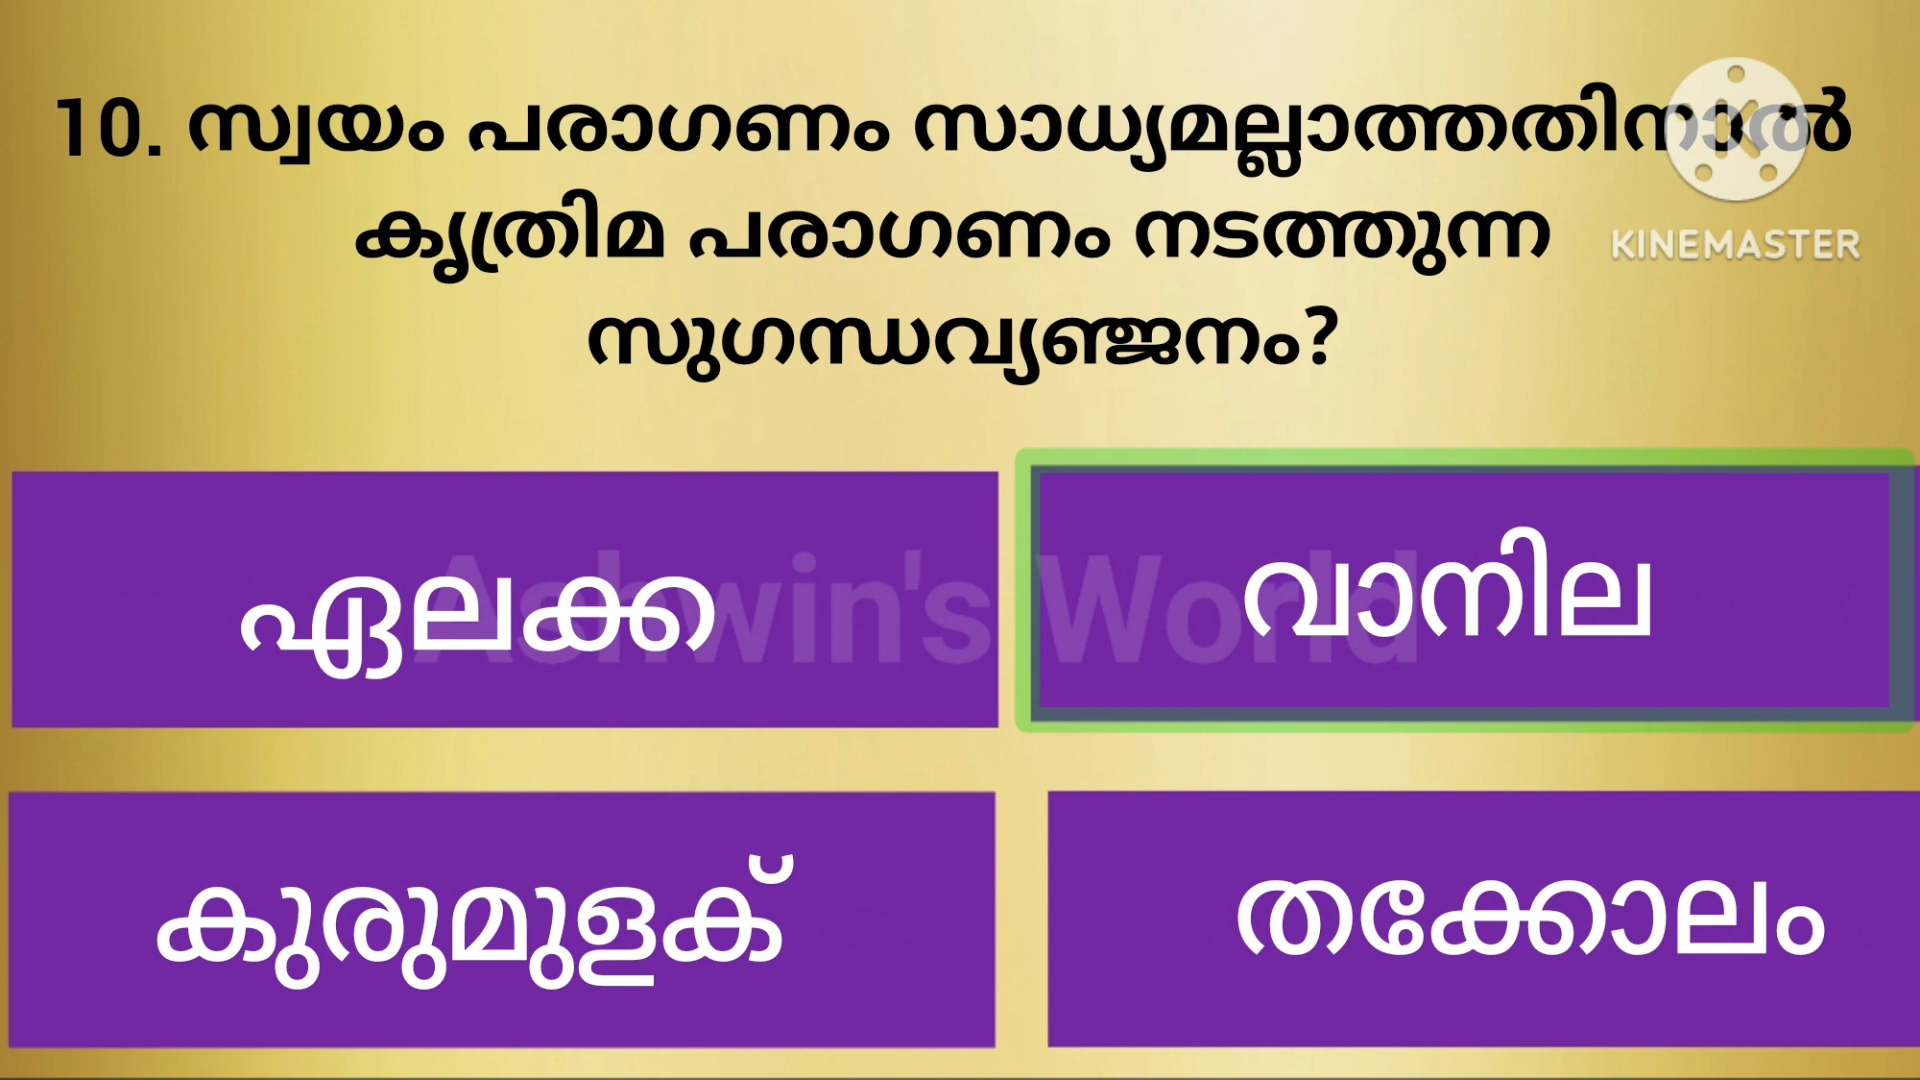 10. സ്വയം പരാഗണം സാധ്യമല്ലാത്തതിനാൽ
കൃത്രിമ പരാഗണം നടത്തുന്ന
സുഗന്ധവ്യഞ്ജനം?
KINEMASTER
ഏലക്ക
വാനില
Ashwin's World
കുരുമുളക്
തക്കോലം